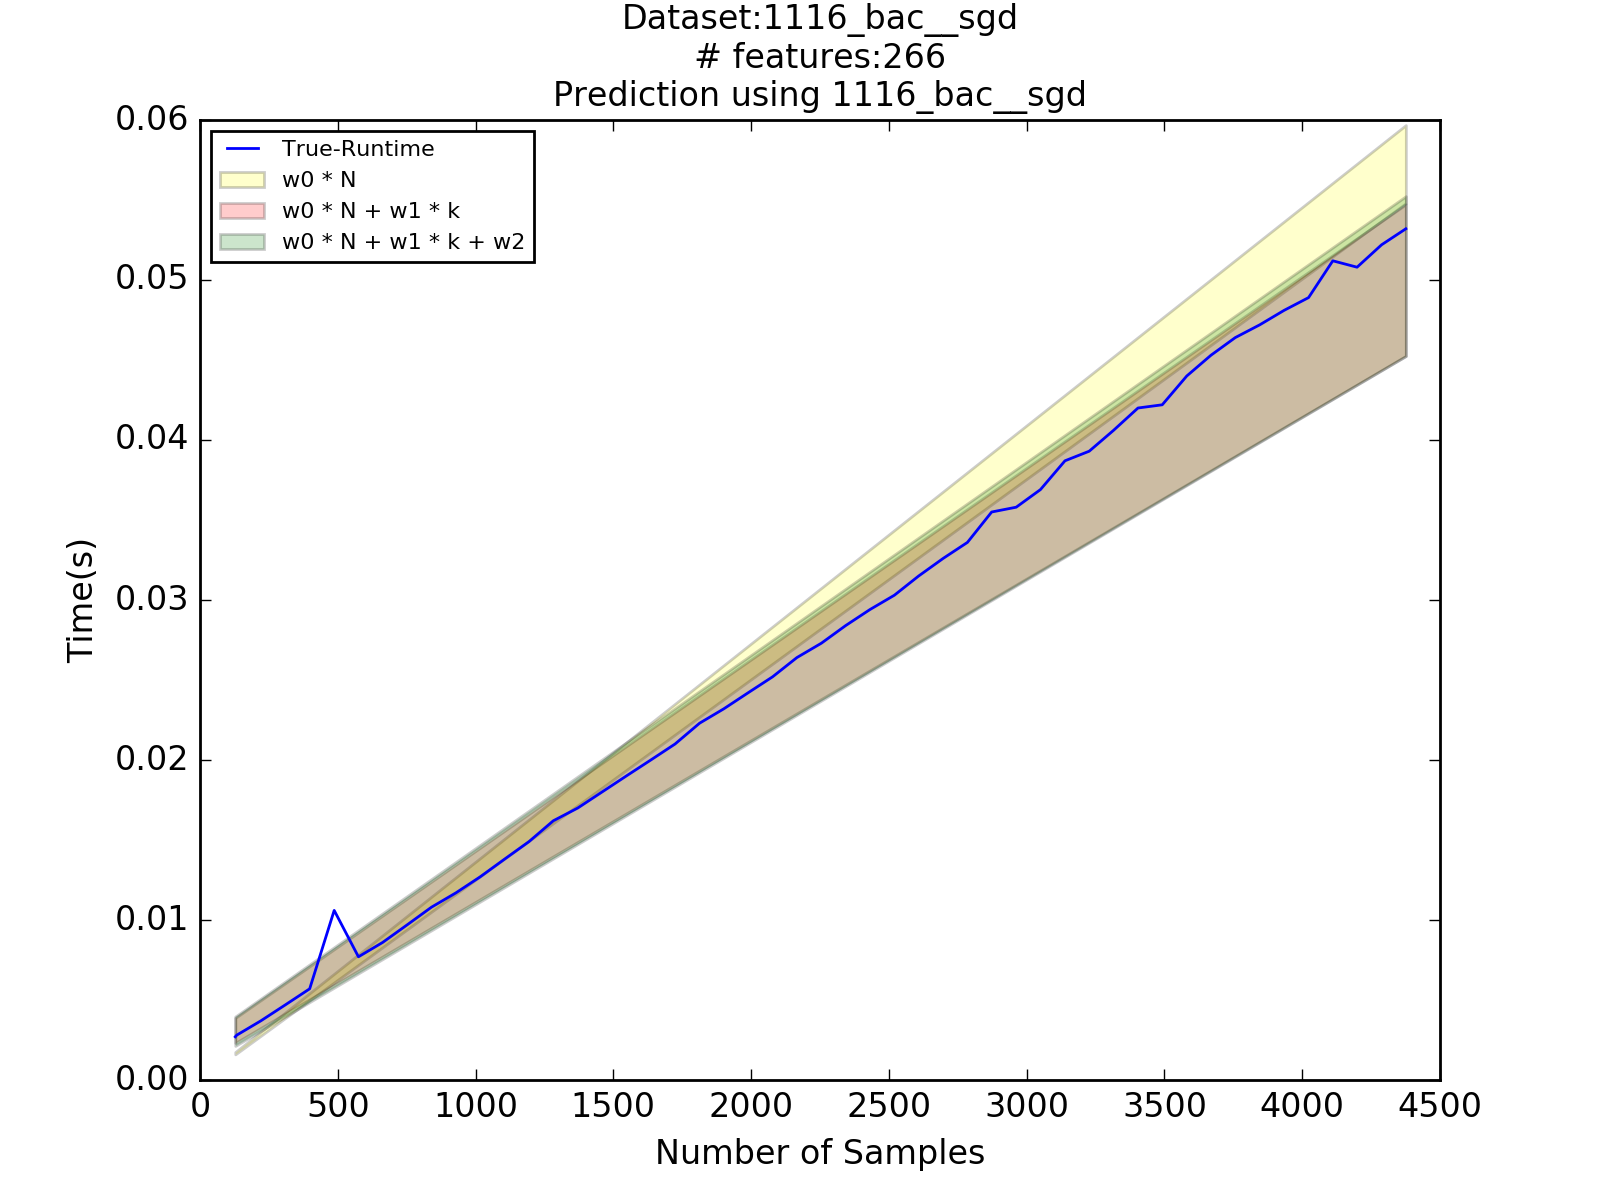 Dataset:1116_bac__sgd
# features:266
Prediction using 1116_bac__sgd
True-Runtime
w0 * N
w0 * N + w1 * k
w0 * N + w1 * k + w2
0.06
0.05
0.04
0.03
0.02
0.01
0.00
Time(s)
0 500 1000 1500 2000 2500 3000 3500 4000 4500
Number of Samples